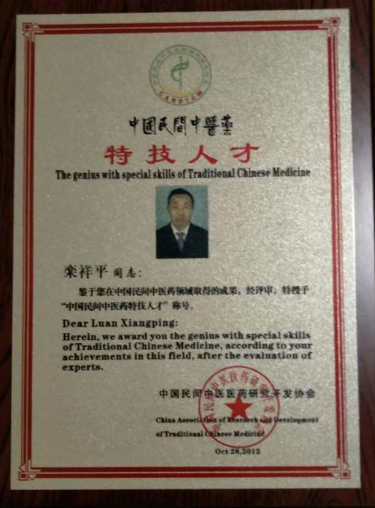 CARDTCM
中國民間中醫藥
特技人才
The genius with special skills of Traditional Chinese Medicine
栾祥平 同志:
鉴于您在中国民间中医药领域取得的成果，经评审，特授予
“中国民间中医药特技人才”称号。
Dear Luan Xiangping:
Herein, we award you the genius with special skills
of Traditional Chinese Medicine, according to your
achievements in this field, after the evaluation of
experts.
中国民间中医医药研究开发协会
China Association of Research and Development
of Traditional Chinese Medicine
Oct 28,2012